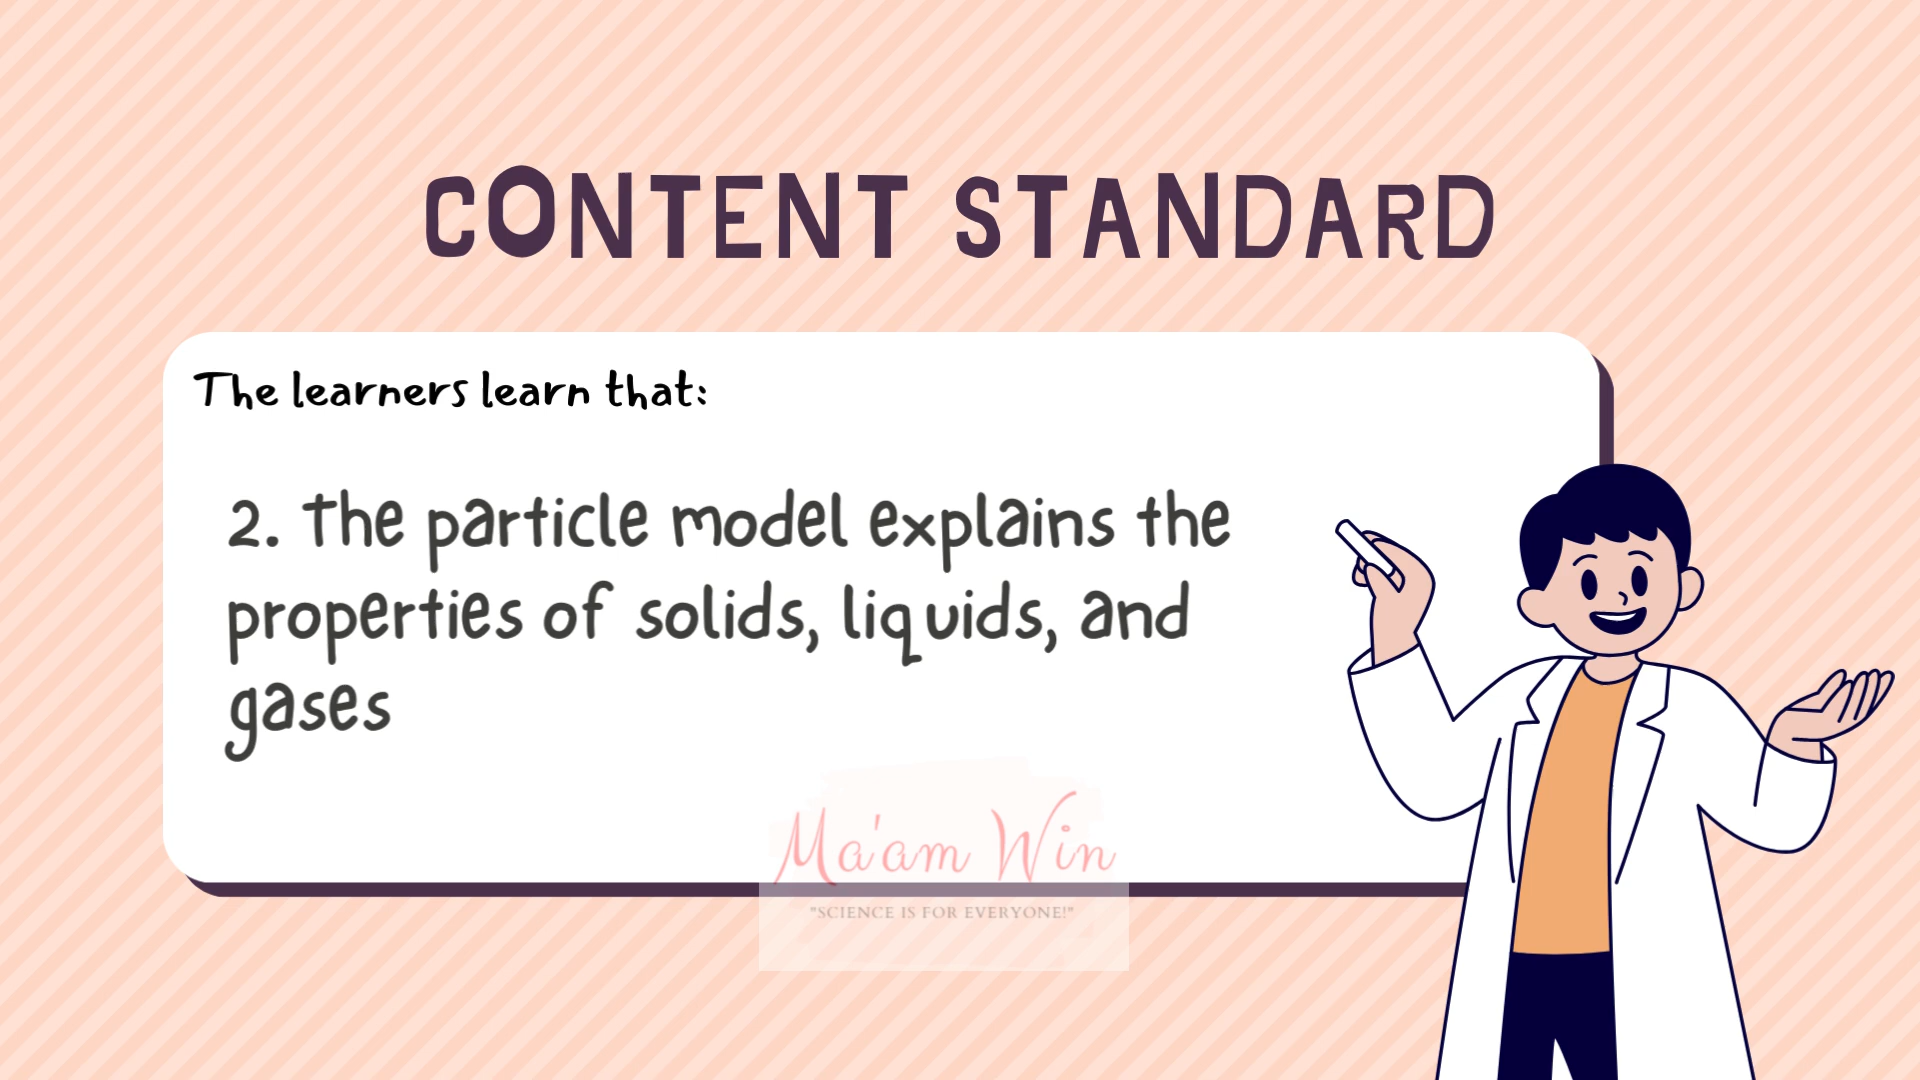 CONTENT STANDARD
The learners learn that:
2. The particle model explains the
properties of solids, liquids, and
gases
Ma'am Win
"SCIENCE IS FOR EVERYONE!"